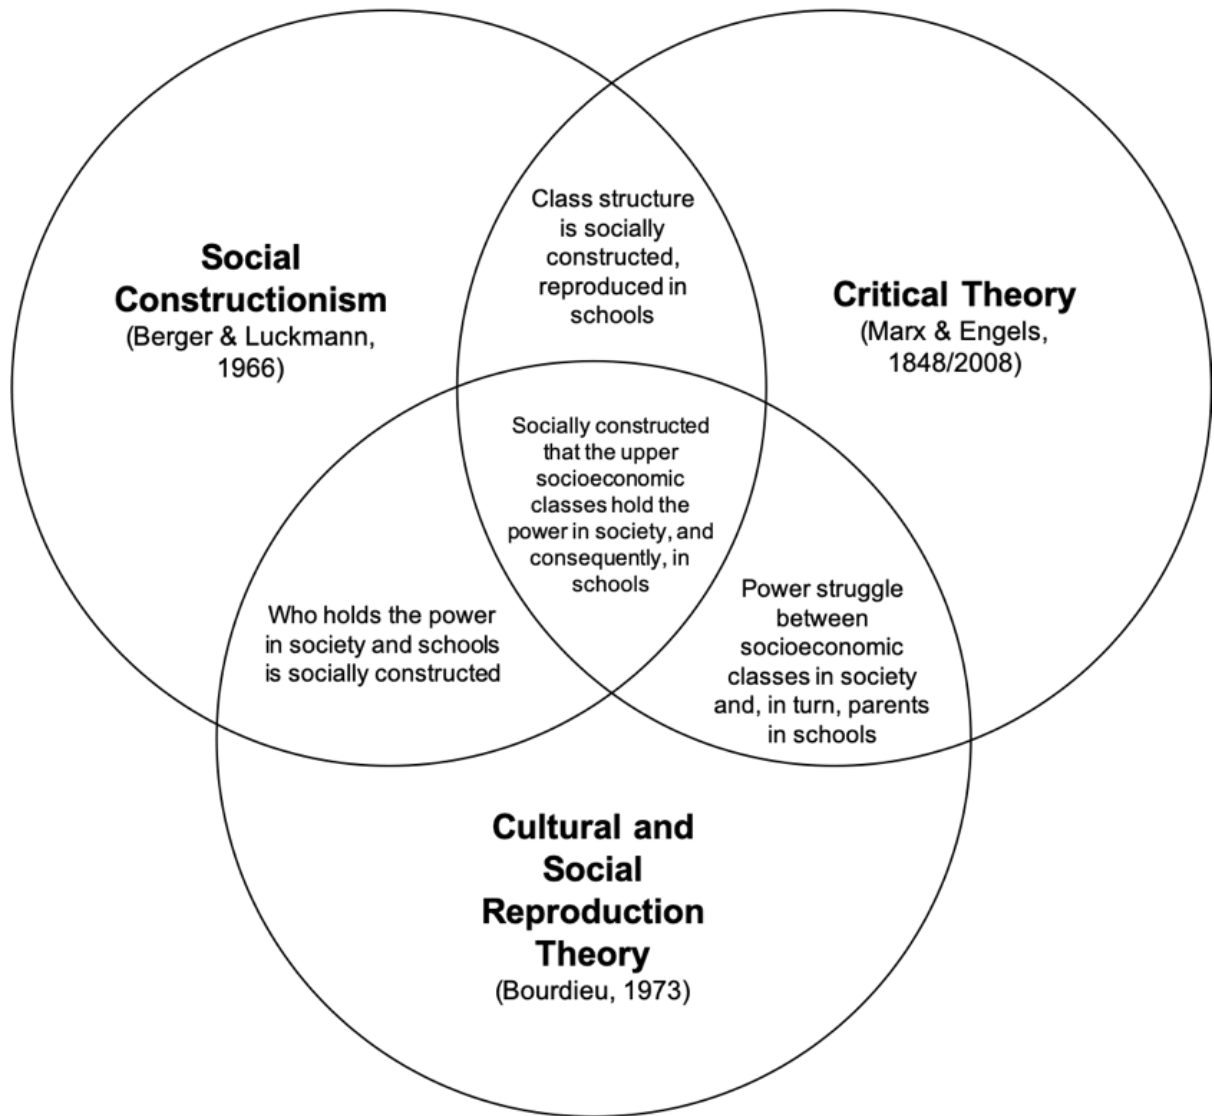 Social
Constructionism
(Berger & Luckmann,
1966)
Class structure
is socially
constructed,
reproduced in
schools
Critical Theory
(Marx & Engels,
1848/2008)
Socially constructed
that the upper
socioeconomic
classes hold the
power in society, and
consequently, in
schools
Who holds the power
in society and schools
is socially constructed
Power struggle
between
socioeconomic
classes in society
and, in turn, parents
in schools
Cultural and
Social
Reproduction
Theory
(Bourdieu, 1973)